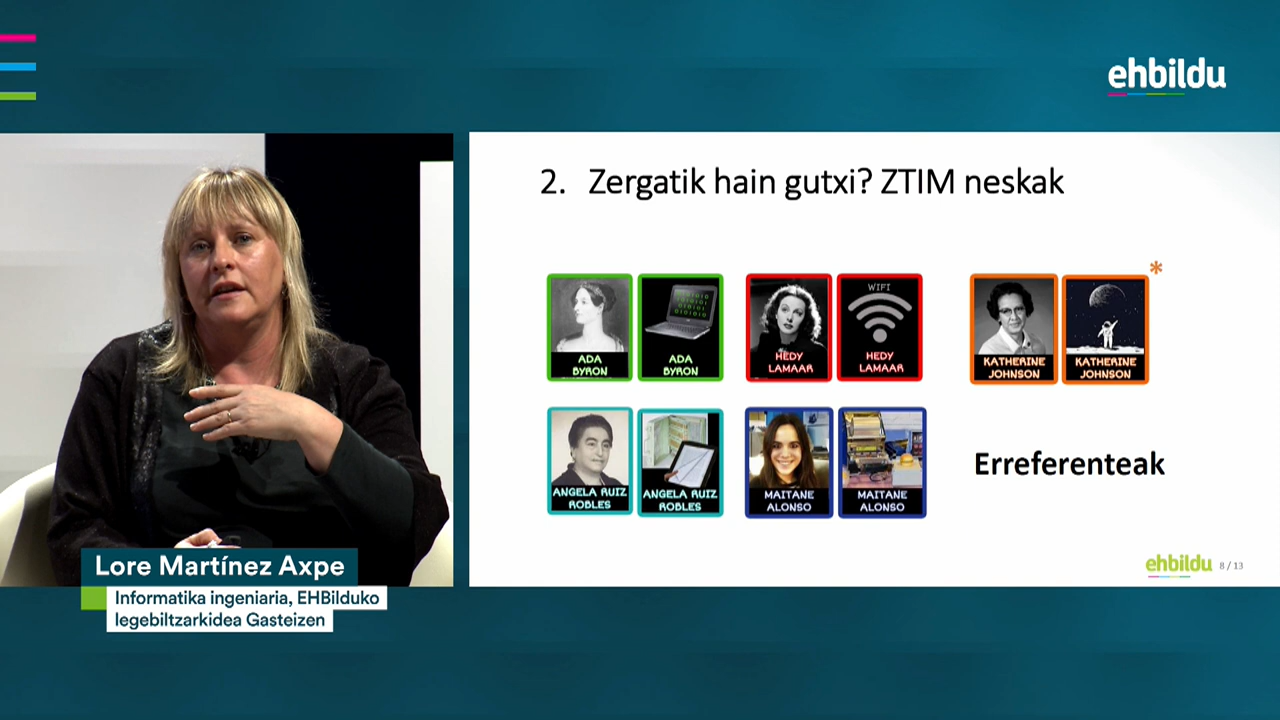 ehbildu
2. Zergatik hain gutxi? ZTIM neskak
*
ADA
BYRON
ADA
BYRON
HEDY
LAMAAR
WIFI
HEDY
LAMAAR
KATHERINE
JOHNSON
KATHERINE
JOHNSON
ANGELA RUIZ
ROBLES
ANGELA RUIZ
ROBLES
MAITANE
ALONSO
MAITANE
ALONSO
Erreferenteak
ehbildu 8 / 13
Lore Martínez Axpe
Informatika ingeniaria, EHBilduko
legebiltzarkidea Gasteizen